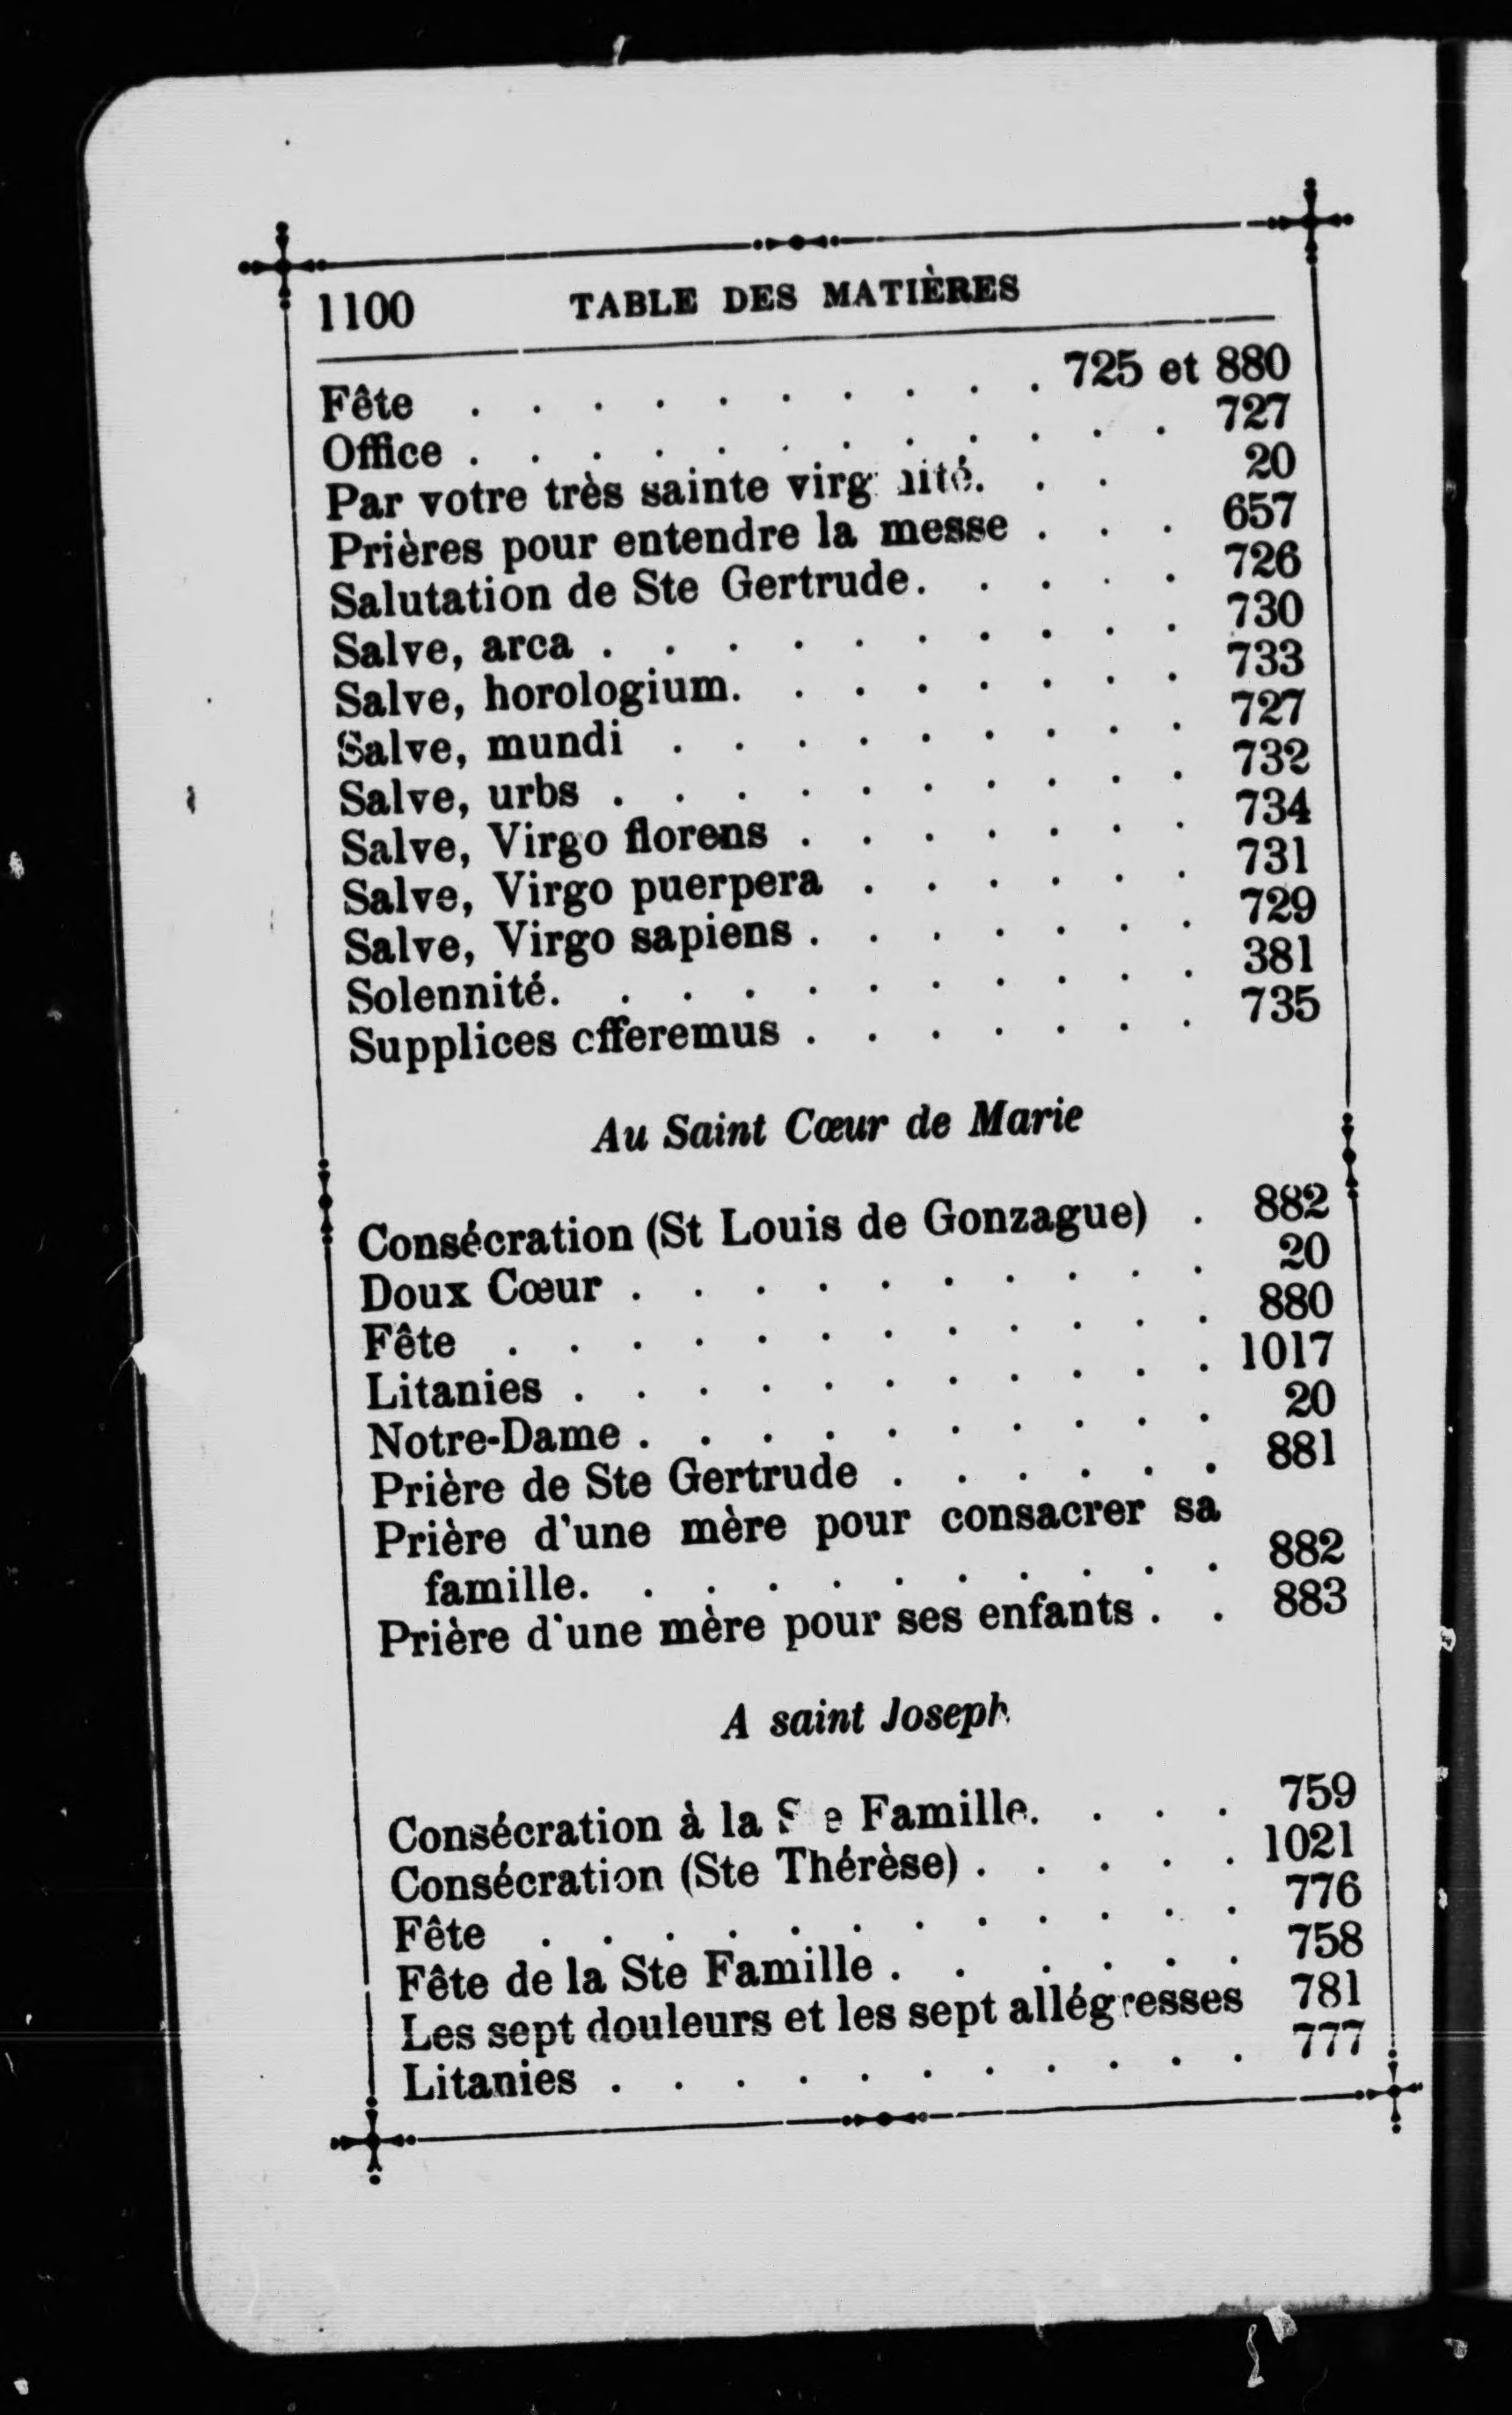 1100 TABLE DES MATIÈRES
Fête . . . . . . . . . . 725 et 880
Office . . . . . . . . . . . . 727
Par votre très sainte virg nité. . . 20
Prières pour entendre la messe . . . 657
Salutation de Ste Gertrude. . . . . 726
Salve, arca . . . . . . . . . . 730
Salve, horologium. . . . . . . . 733
Salve, mundi . . . . . . . . . 727
Salve, urbs . . . . . . . . . . 732
Salve, Virgo florens . . . . . . . 734
Salve, Virgo puerpera . . . . . . 731
Salve, Virgo sapiens . . . . . . . 729
Solennité. . . . . . . . . . . 381
Supplices cfferemus . . . . . . . 735
Au Saint Cœur de Marie
Consécration (St Louis de Gonzague) . 882
Doux Cœur . . . . . . . . . . 20
Fête . . . . . . . . . . . . 880
Litanies . . . . . . . . . . . 1017
Notre-Dame . . . . . . . . . . 20
Prière de Ste Gertrude . . . . . . 881
Prière d'une mère pour consacrer sa
famille. . . . . . . . . . . 882
Prière d'une mère pour ses enfants . . 883
A saint Joseph
Consécration à la S e Famille. . . . 759
Consécration (Ste Thérèse) . . . . . 1021
Fête . . . . . . . . . . . . 776
Fête de la Ste Famille . . . . . . 758
Les sept douleurs et les sept allégresses 781
Litanies . . . . . . . . . . . 777